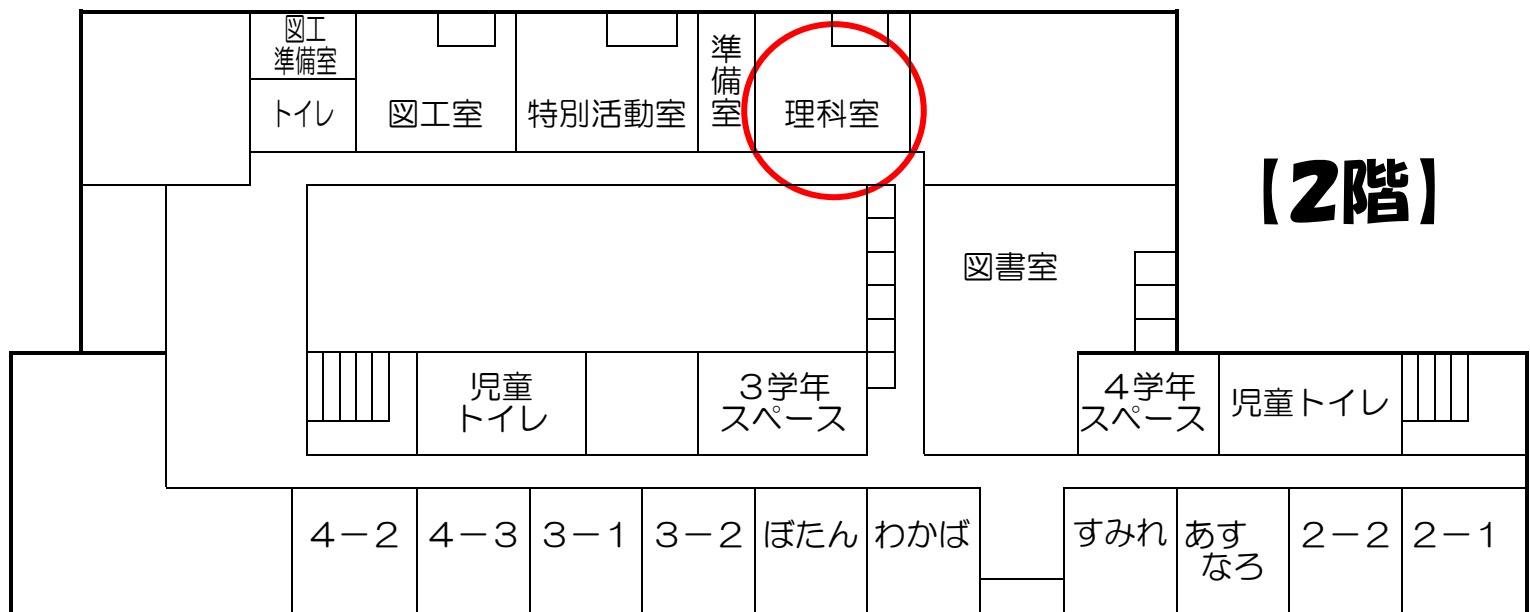 図工
準備室
トイレ
図工室
特別活動室
準備室
理科室
【2階】
図書室
児童
トイレ
３学年
スペース
４学年
スペース
児童トイレ
４－２
４－３
３－１
３－２
ぼたん
わかば
すみれ
あす
なろ
２－２
２－１